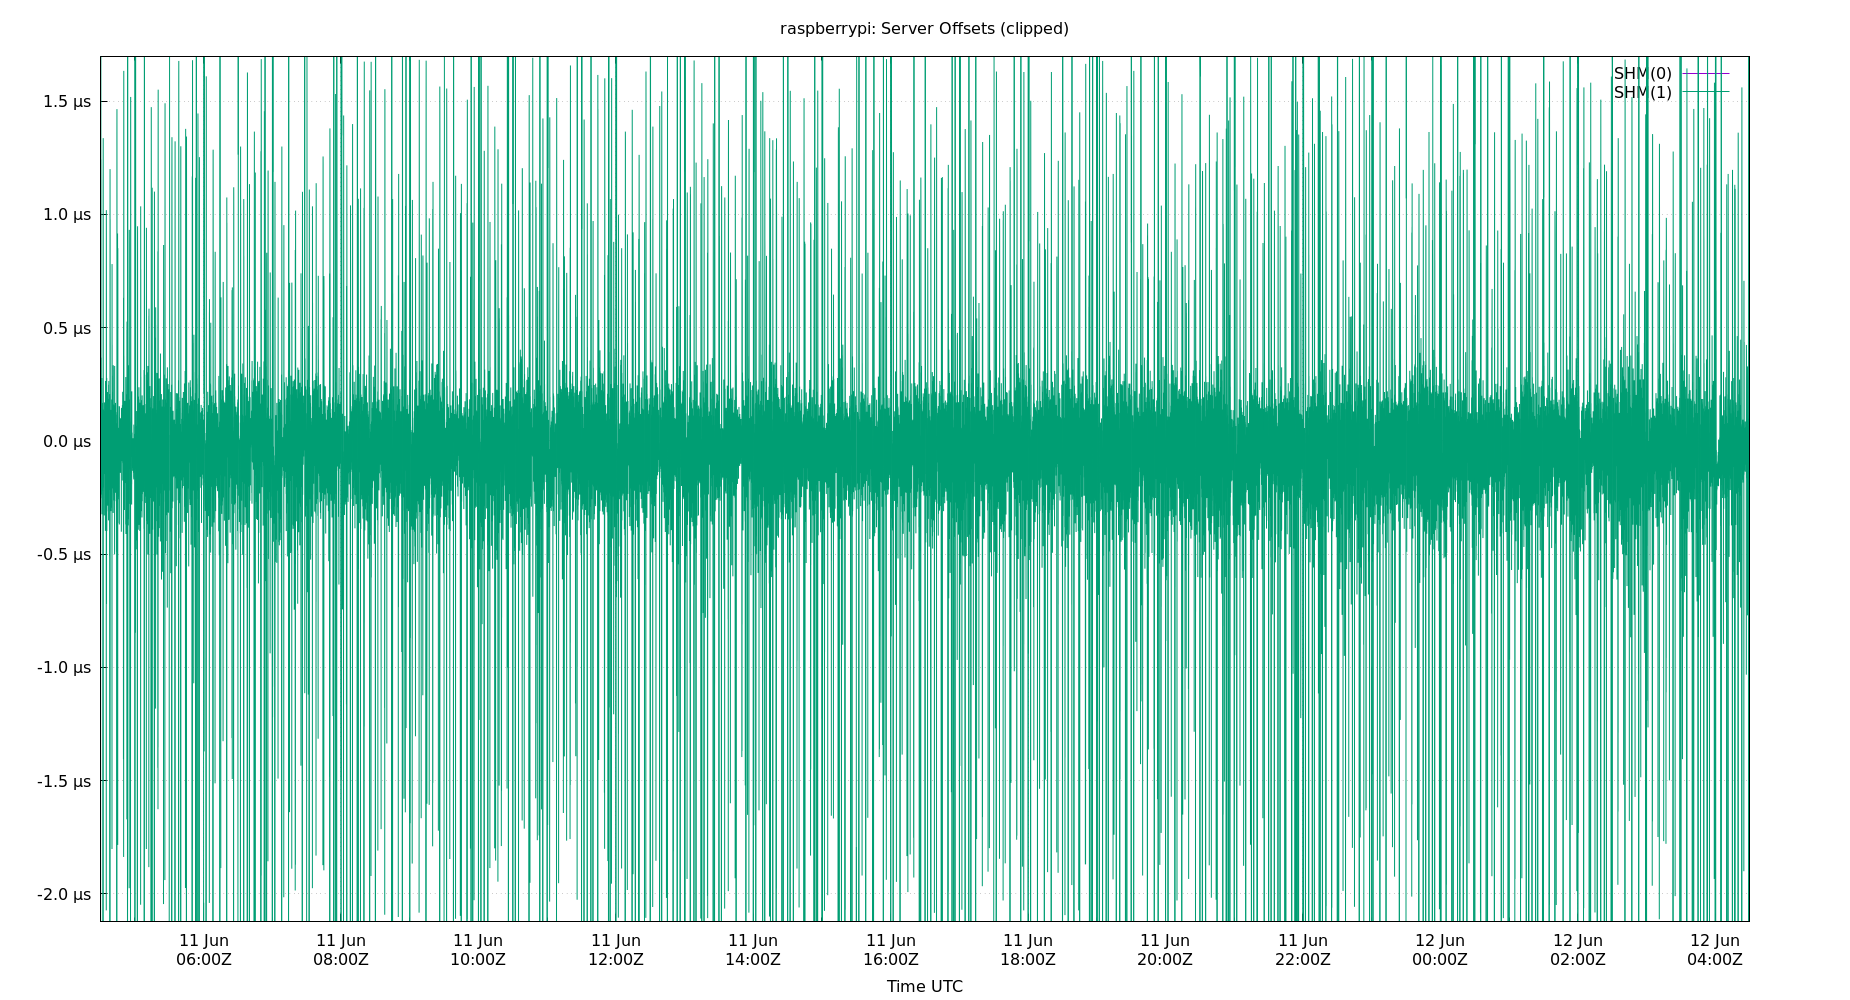 raspberrypi: Server Offsets (clipped)
SHM(0)
SHM(1)
1.5 µs
1.0 µs
0.5 µs
0.0 µs
-0.5 µs
-1.0 µs
-1.5 µs
-2.0 µs
11 Jun 11 Jun 11 Jun 11 Jun 11 Jun 11 Jun 11 Jun 11 Jun 11 Jun 12 Jun 12 Jun 12 Jun
06:00Z 08:00Z 10:00Z 12:00Z 14:00Z 16:00Z 18:00Z 20:00Z 22:00Z 00:00Z 02:00Z 04:00Z
Time UTC